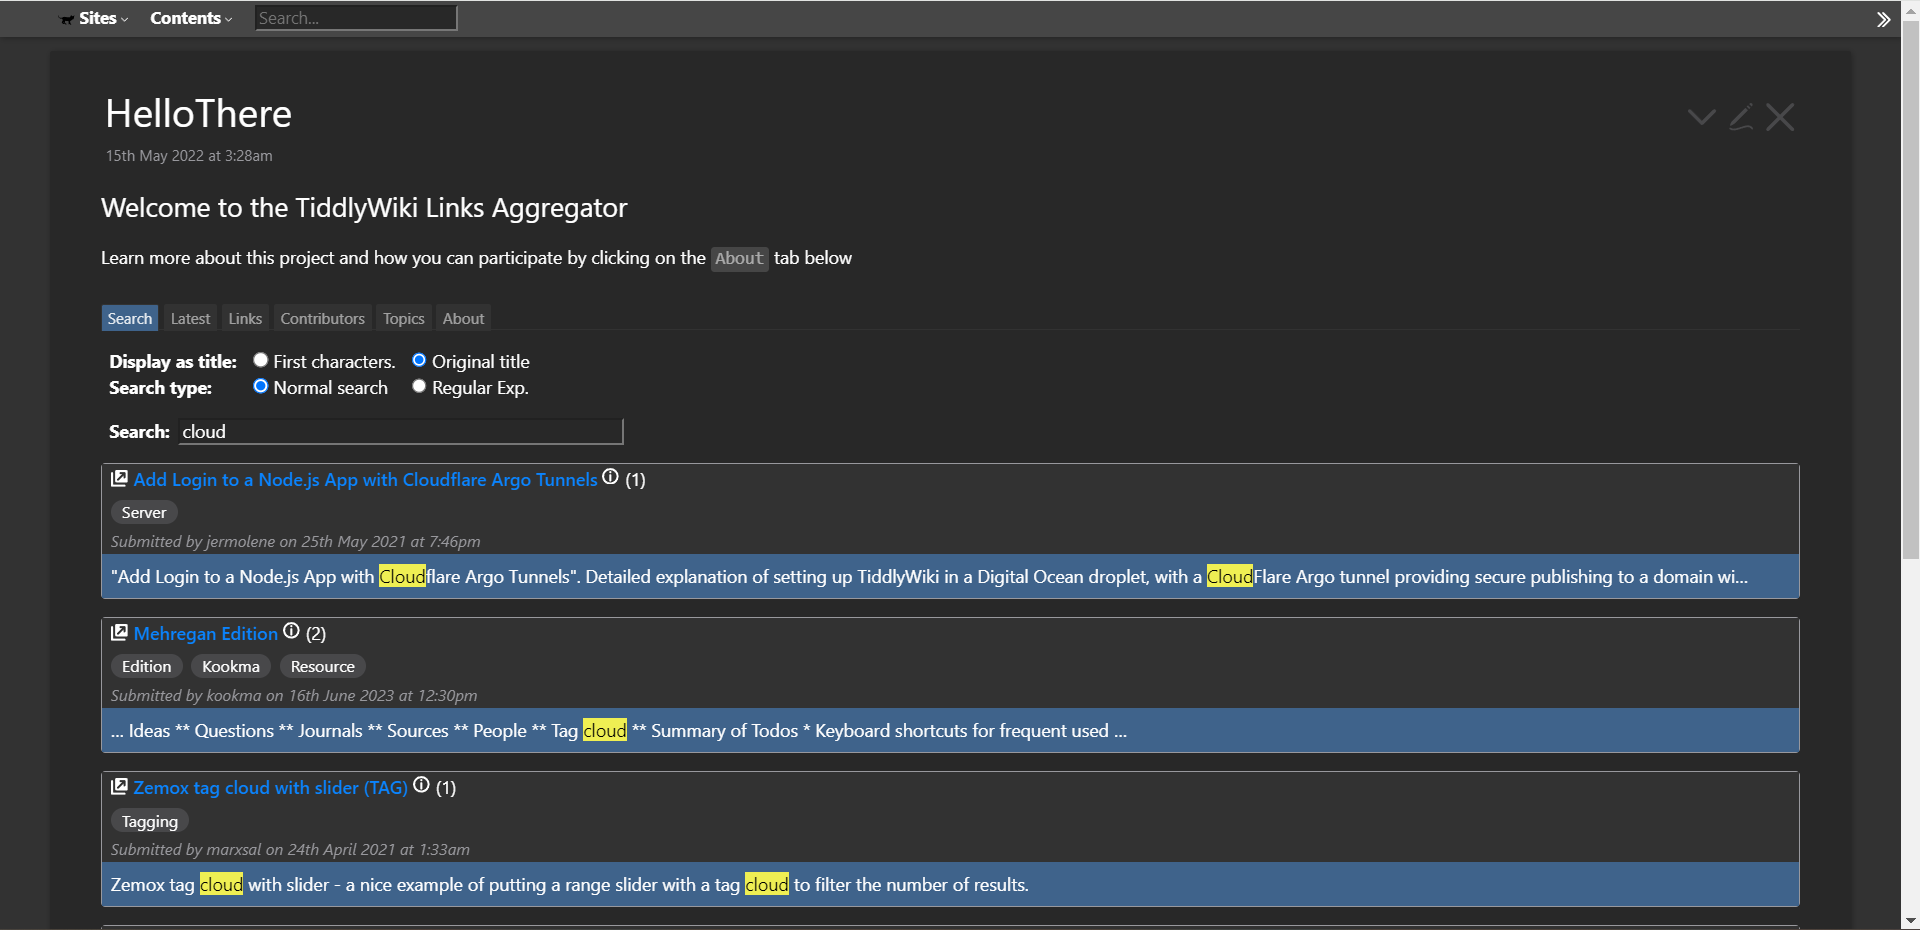 Sites Contents Search...
HelloThere
15th May 2022 at 3:28am
Welcome to the TiddlyWiki Links Aggregator
Learn more about this project and how you can participate by clicking on the About tab below
Search Latest Links Contributors Topics About
Display as title: First characters. Original title
Search type: Normal search Regular Exp.
Search: cloud
Add Login to a Node.js App with Cloudflare Argo Tunnels (1)
Server
Submitted by jermolene on 25th May 2021 at 7:46pm
"Add Login to a Node.js App with Cloudflare Argo Tunnels". Detailed explanation of setting up TiddlyWiki in a Digital Ocean droplet, with a CloudFlare Argo tunnel providing secure publishing to a domain wi...
Mehregan Edition (2)
Edition Kookma Resource
Submitted by kookma on 16th June 2023 at 12:30pm
... Ideas ** Questions ** Journals ** Sources ** People ** Tag cloud ** Summary of Todos * Keyboard shortcuts for frequent used ...
Zemox tag cloud with slider (TAG) (1)
Tagging
Submitted by marxsal on 24th April 2021 at 1:33am
Zemox tag cloud with slider - a nice example of putting a range slider with a tag cloud to filter the number of results.